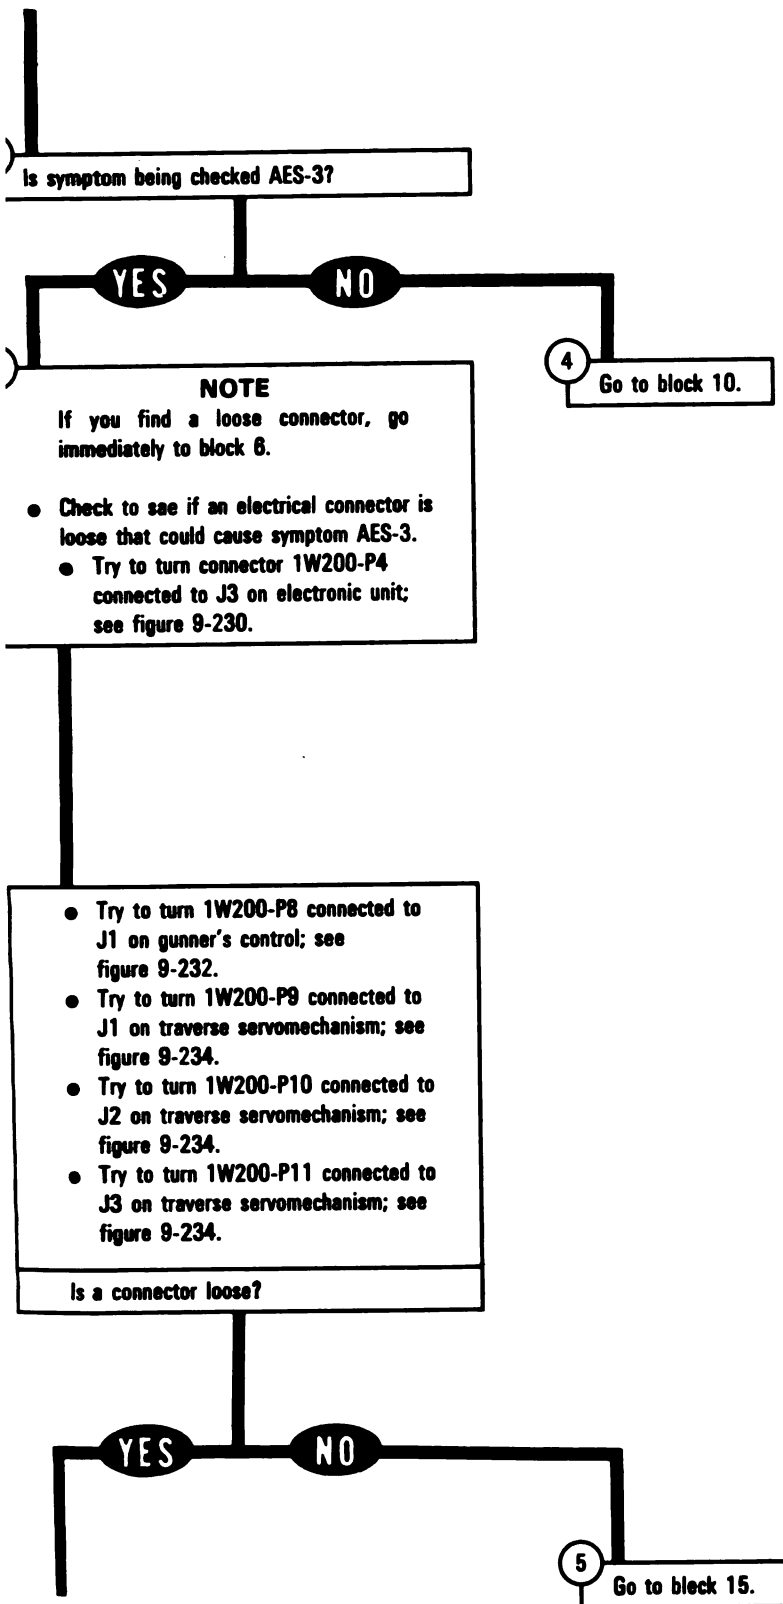 Is symptom being checked AES-3?
YES
NO
4
Go to block 10.
NOTE
If you find a loose connector, go
immediately to block 6.
● Check to sae if an electrical connector is
loose that could cause symptom AES-3.
● Try to turn connector 1W200-P4
connected to J3 on electronic unit;
see figure 9-230.
● Try to turn 1W200-P8 connected to
J1 on gunner's control; see
figure 9-232.
● Try to turn 1W200-P9 connected to
J1 on traverse servomechanism; see
figure 9-234.
● Try to turn 1W200-P10 connected to
J2 on traverse servomechanism; see
figure 9-234.
● Try to turn 1W200-P11 connected to
J3 on traverse servomechanism; see
figure 9-234.
Is a connector loose?
YES
NO
5
Go to bleck 15.